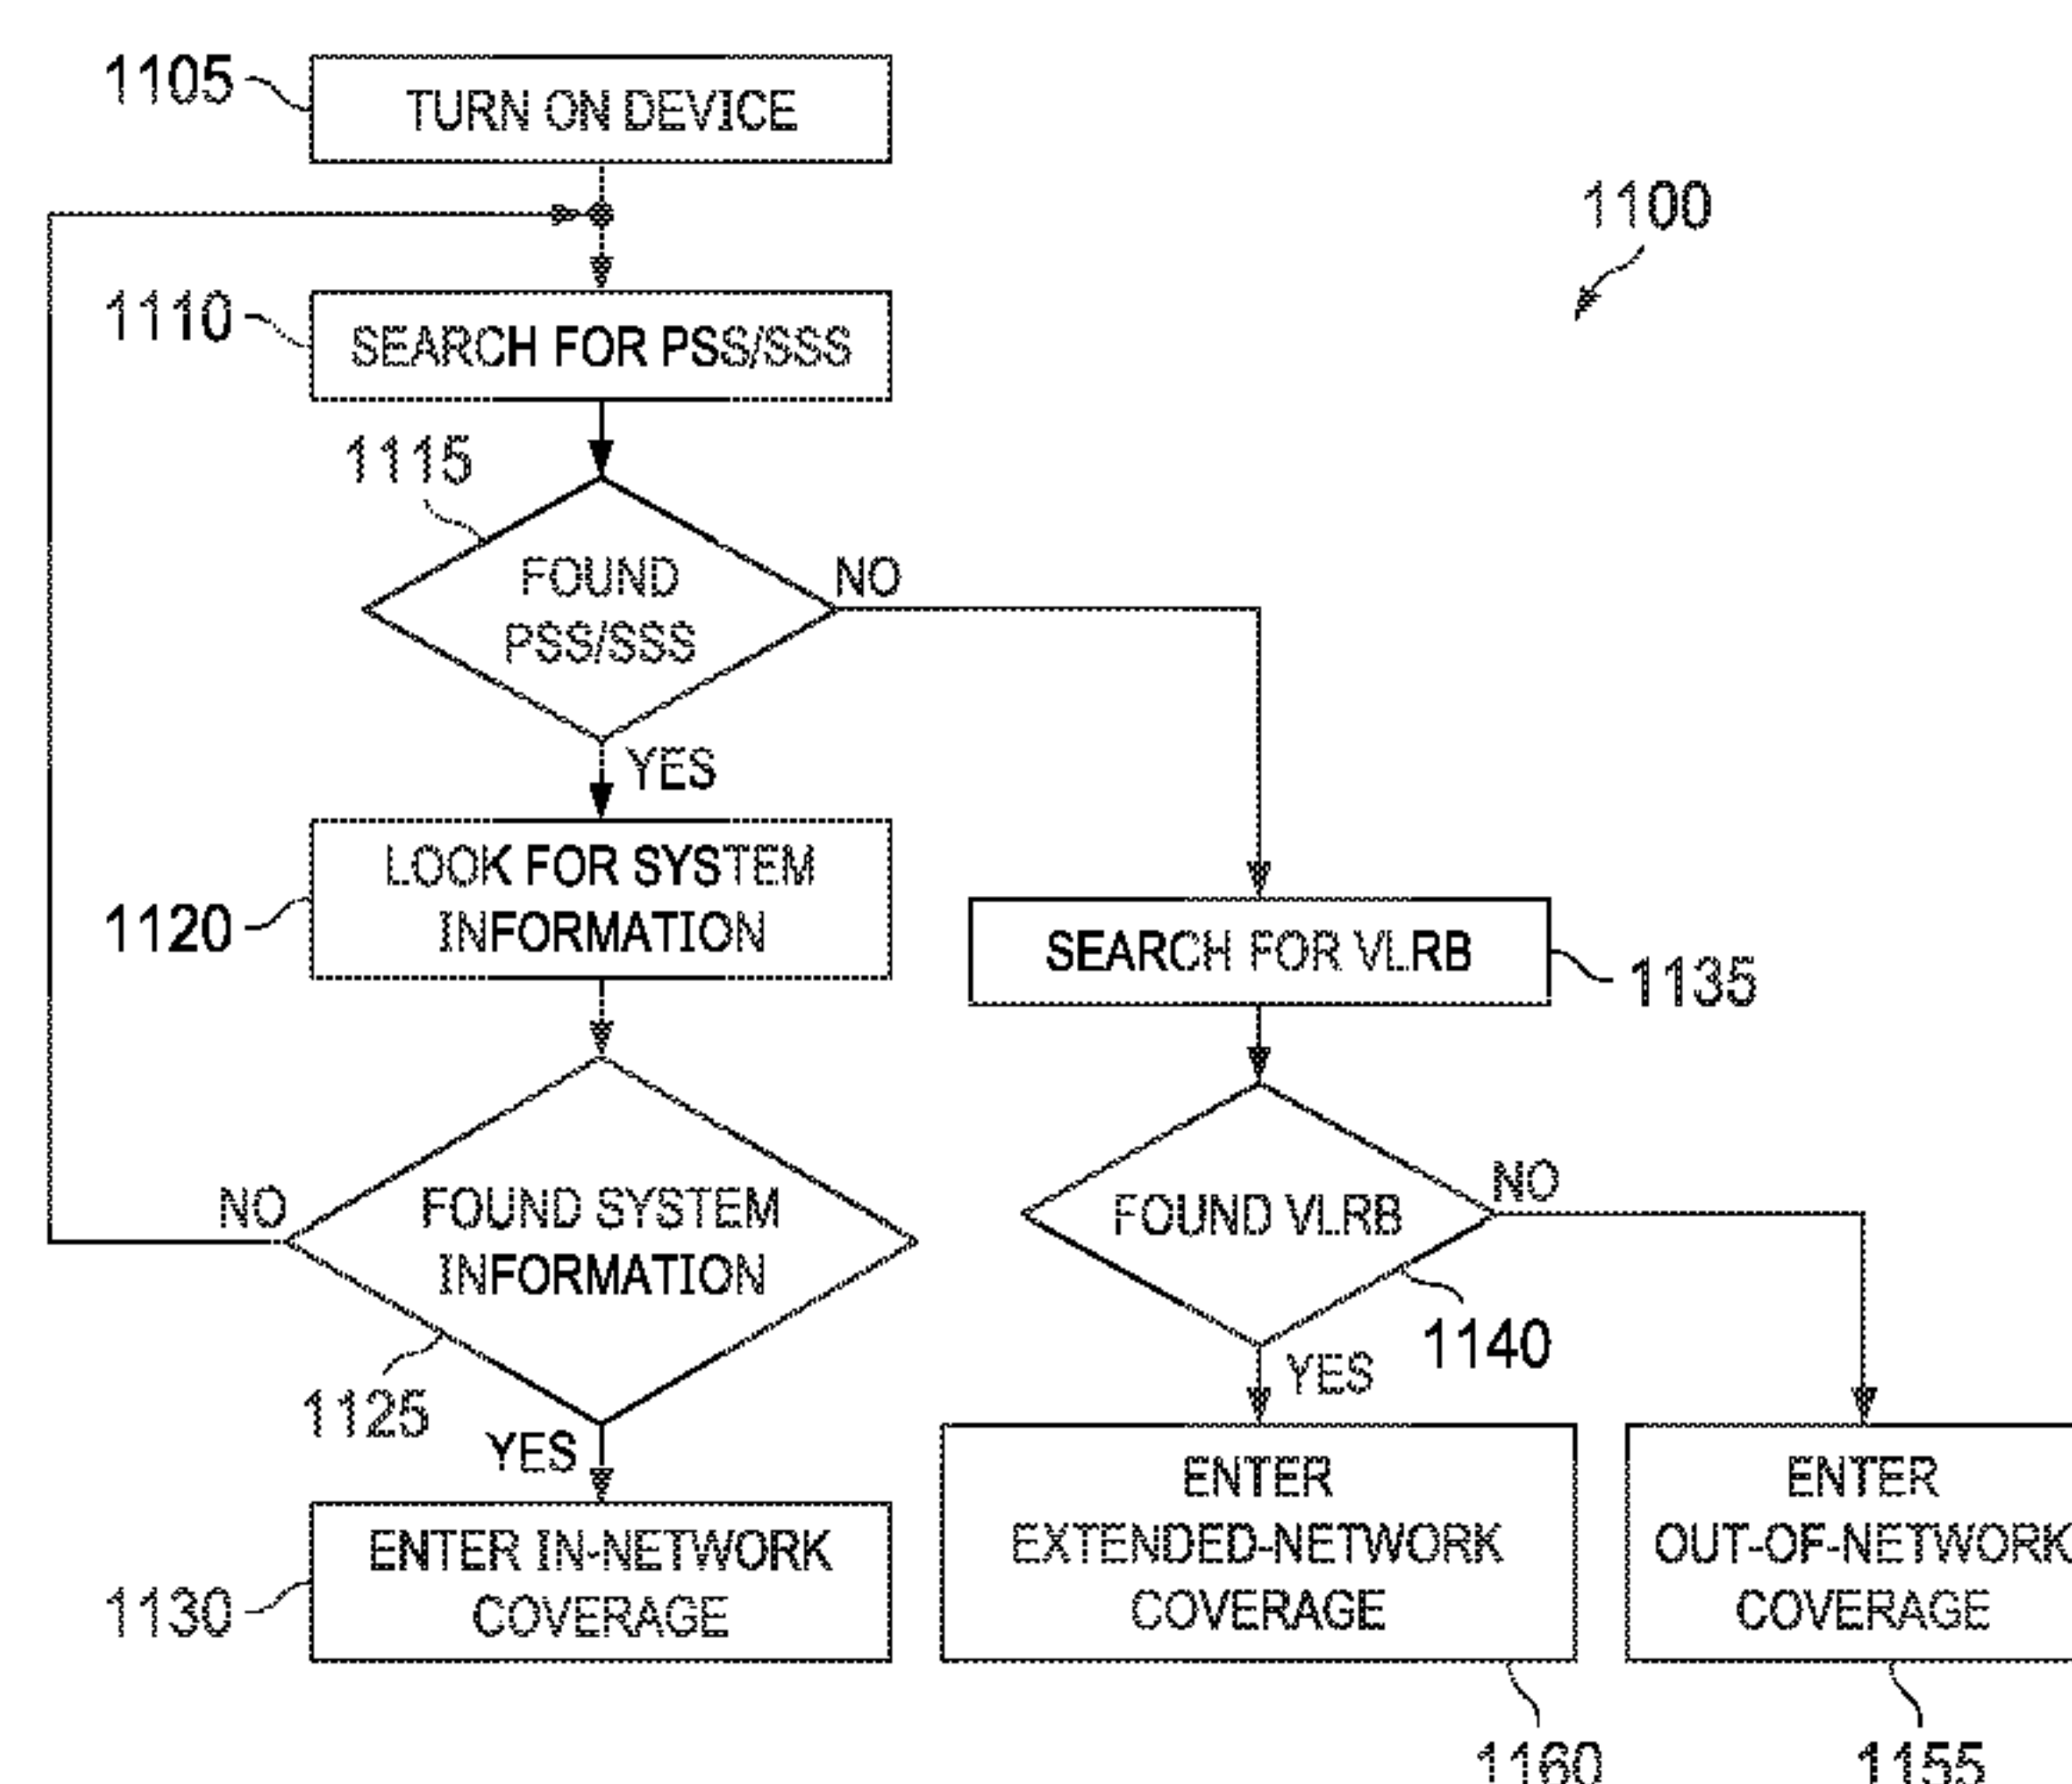 1105
TURN ON DEVICE
1100
1110
SEARCH FOR PSS/SSS
1115
FOUND
PSS/SSS
NO
YES
1120
LOOK FOR SYSTEM
INFORMATION
SEARCH FOR VLRB
1135
NO
FOUND SYSTEM
INFORMATION
1125
YES
FOUND VLRB
NO
1140
YES
1130
ENTER IN-NETWORK
COVERAGE
ENTER
EXTENDED-NETWORK
COVERAGE
ENTER
OUT-OF-NETWORK
COVERAGE
1160
1155